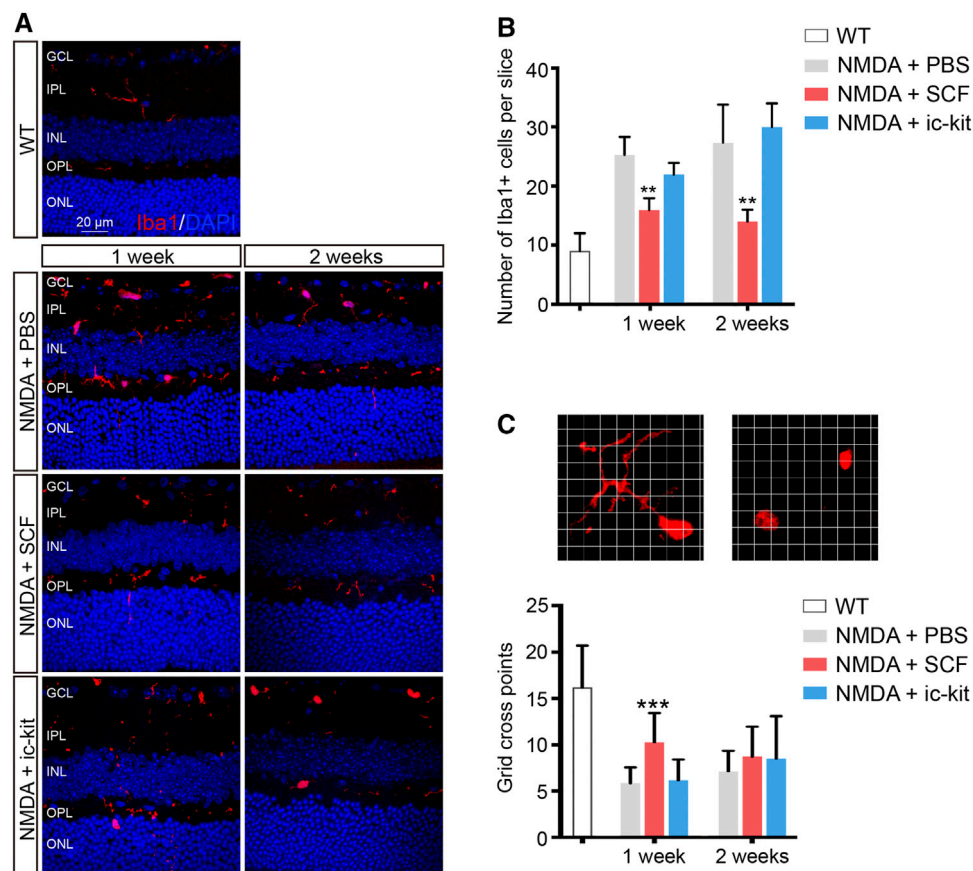 A
WT
GCL
IPL
INL
OPL
ONL
20 µm
Iba1/DAPI
1 week
2 weeks
NMDA + PBS
GCL
IPL
INL
OPL
ONL
NMDA + SCF
GCL
IPL
INL
OPL
ONL
NMDA + ic-kit
GCL
IPL
INL
OPL
ONL
B
WT
NMDA + PBS
NMDA + SCF
NMDA + ic-kit
Number of Iba1+ cells per slice
40
30
20
10
0
**
**
1 week
2 weeks
C
WT
NMDA + PBS
NMDA + SCF
NMDA + ic-kit
Grid cross points
25
20
15
10
5
0
***
1 week
2 weeks